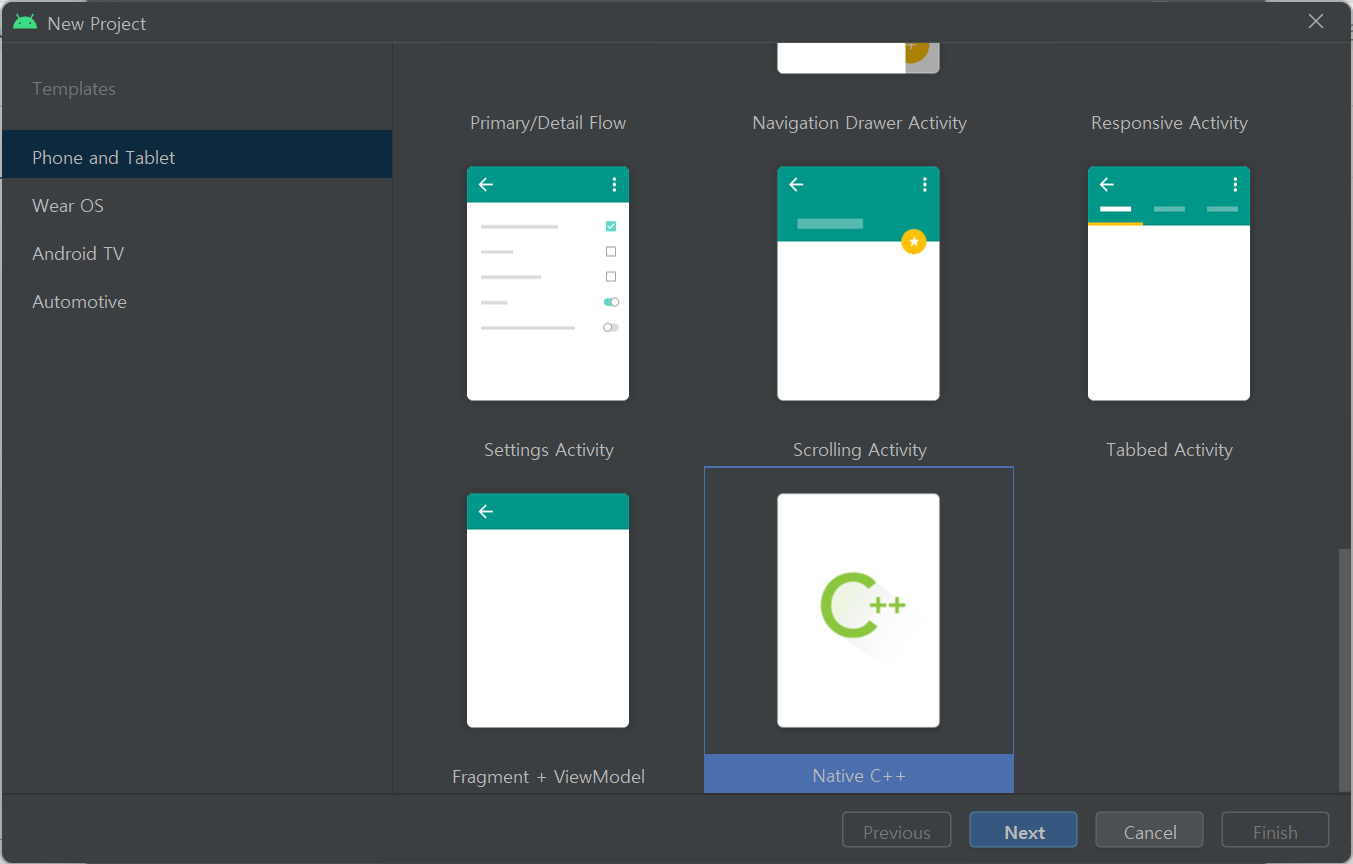 New Project
Templates
Phone and Tablet
Wear OS
Android TV
Automotive
Primary/Detail Flow
Navigation Drawer Activity
Responsive Activity
Settings Activity
Scrolling Activity
Tabbed Activity
C++
Fragment + ViewModel
Native C++
Previous
Next
Cancel
Finish